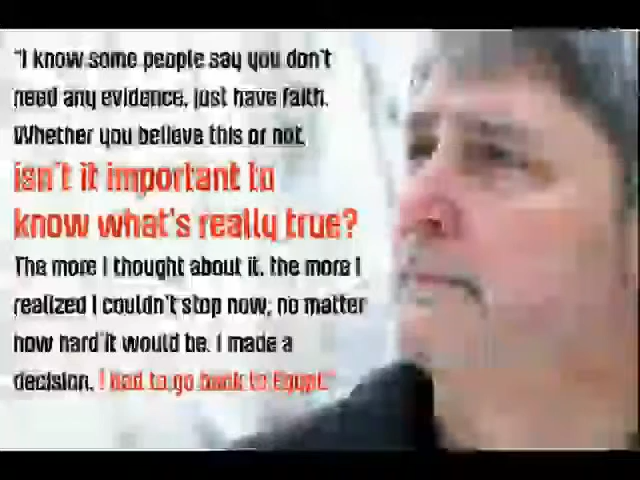 "I know some people say you don't
need any evidence, just have faith.
Whether you believe this or not,
isn't it important to
know what's really true?
The more I thought about it, the more I
realized I couldn't stop now; no matter
how hard it would be. I made a
decision. I had to go back to Egypt."